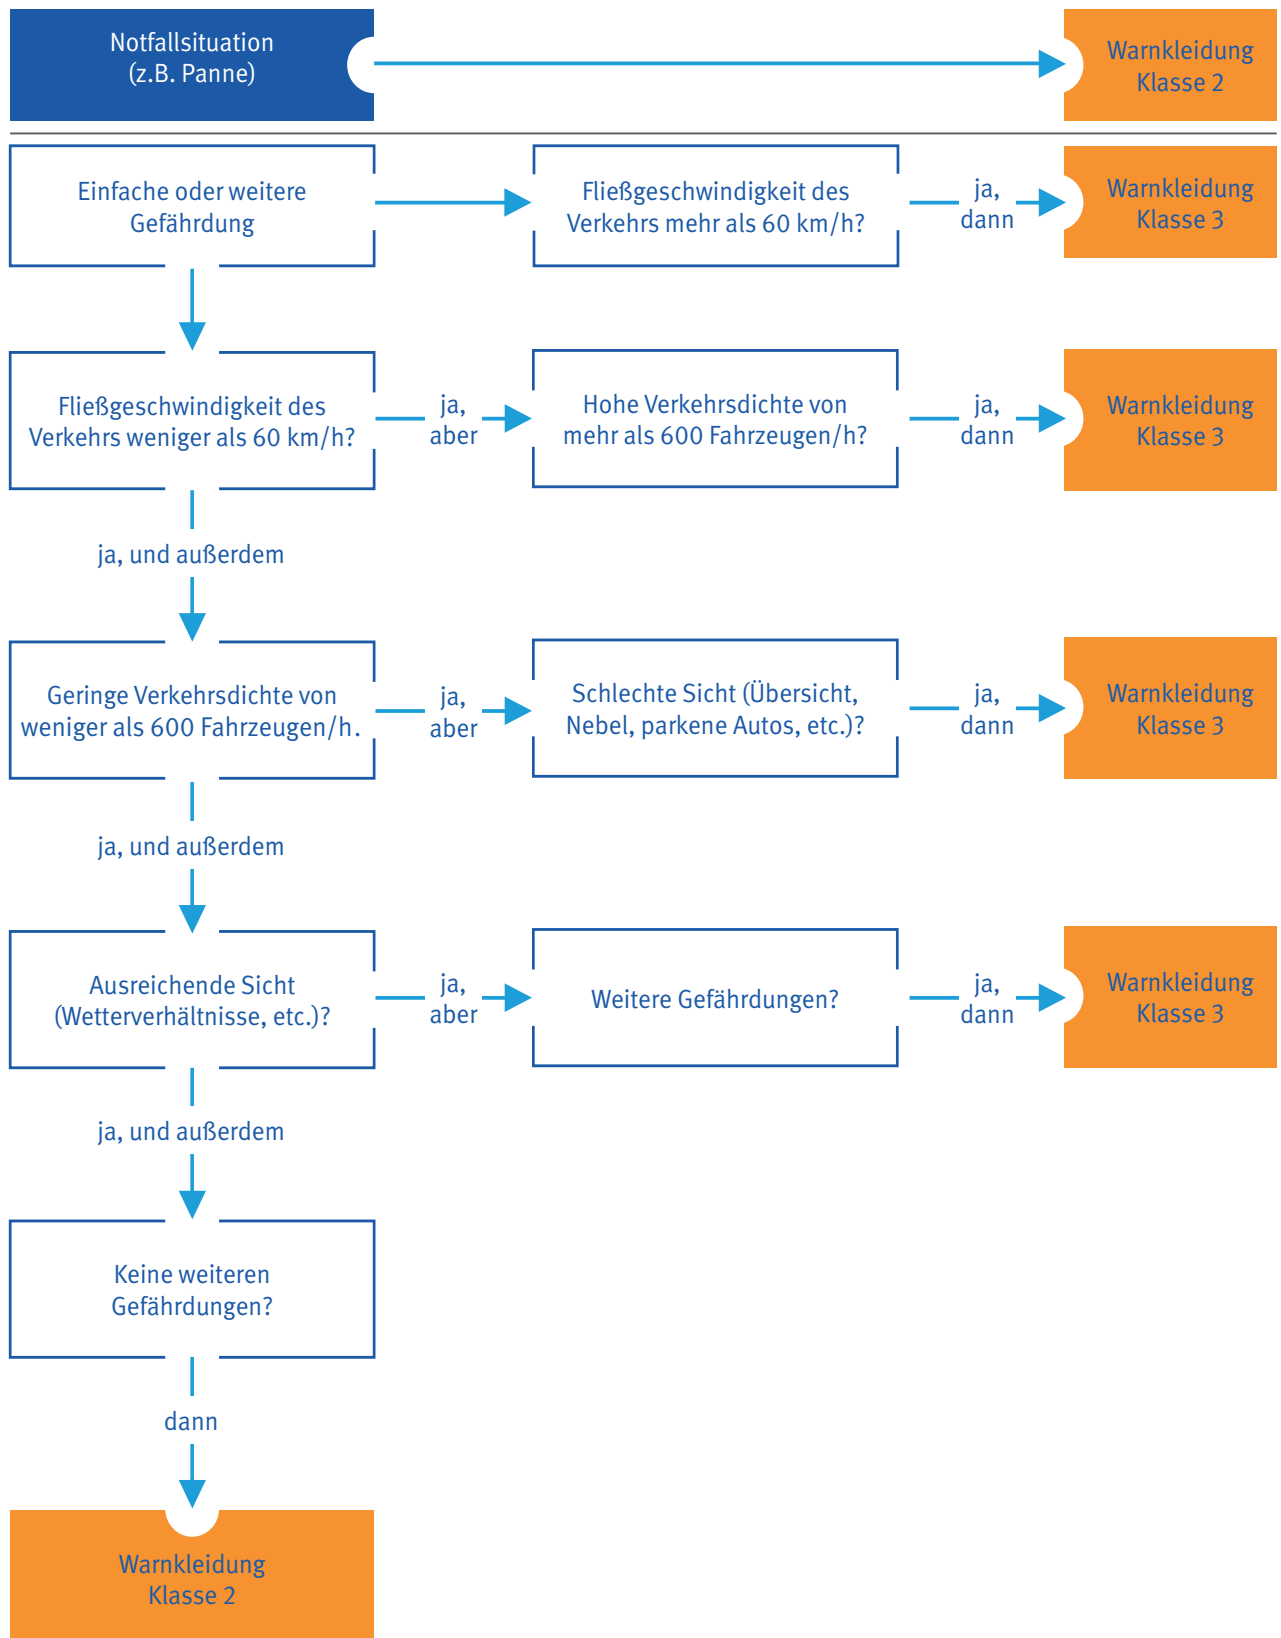 Notfallsituation
(z.B. Panne)
Warnkleidung
Klasse 2
Einfache oder weitere
Gefährdung
Fließgeschwindigkeit des
Verkehrs mehr als 60 km/h?
ja,
dann
Warnkleidung
Klasse 3
Fließgeschwindigkeit des
Verkehrs weniger als 60 km/h?
ja,
aber
Hohe Verkehrsdichte von
mehr als 600 Fahrzeugen/h?
ja,
dann
Warnkleidung
Klasse 3
ja, und außerdem
Geringe Verkehrsdichte von
weniger als 600 Fahrzeugen/h.
ja,
aber
Schlechte Sicht (Übersicht,
Nebel, parkene Autos, etc.)?
ja,
dann
Warnkleidung
Klasse 3
ja, und außerdem
Ausreichende Sicht
(Wetterverhältnisse, etc.)?
ja,
aber
Weitere Gefährdungen?
ja,
dann
Warnkleidung
Klasse 3
ja, und außerdem
Keine weiteren
Gefährdungen?
dann
Warnkleidung
Klasse 2